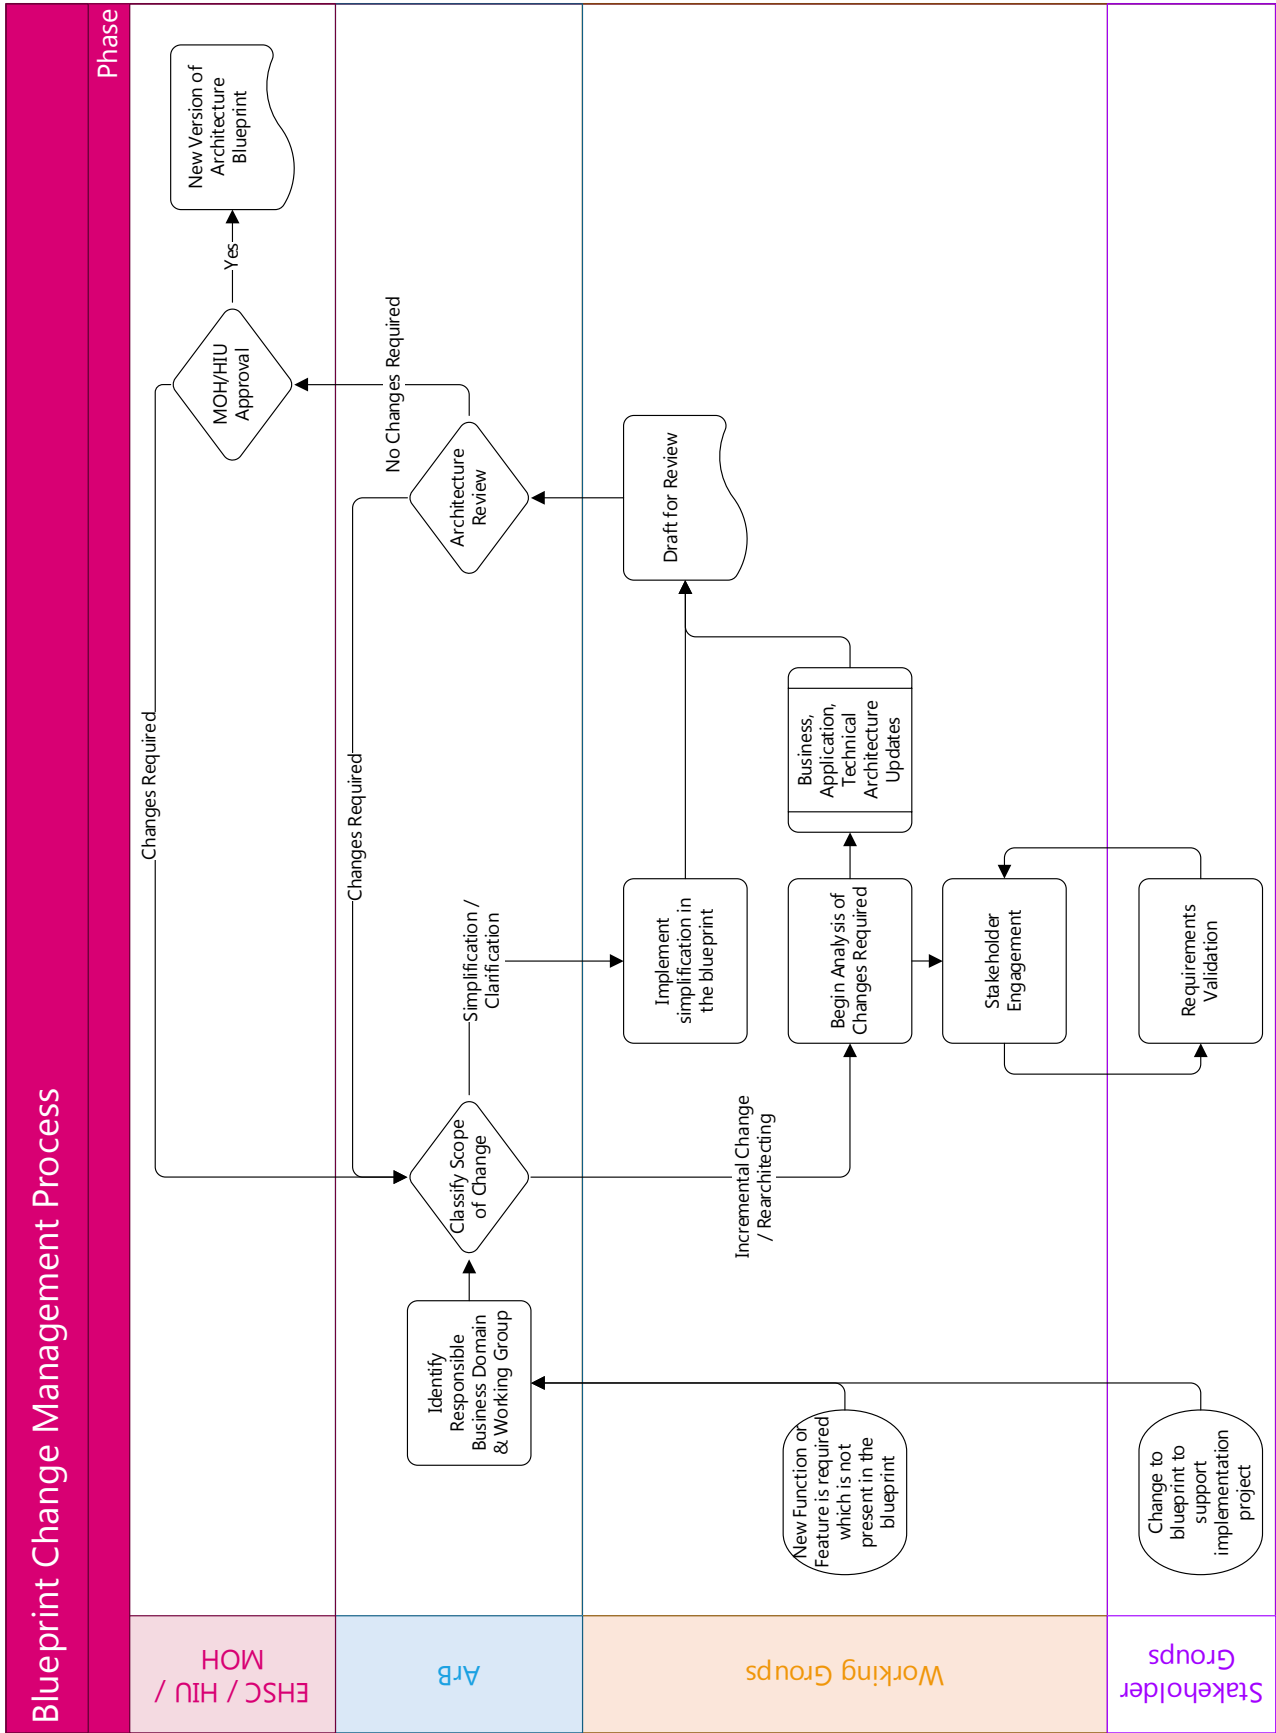 Blueprint Change Management Process
Phase
EHSC / HIU /
MOH
New Version of
Architecture
Blueprint
Yes
MOH/HIU
Approval
Changes Required
ArB
No Changes Required
Architecture
Review
Changes Required
Simplification /
Clarification
Classify Scope
of Change
Identify
Responsible
Business Domain
& Working Group
Working Groups
Draft for Review
Implement
simplification in
the blueprint
Business,
Application,
Technical
Architecture
Updates
Begin Analysis of
Changes Required
Incremental Change
/ Rearchitecting
Stakeholder
Engagement
New Function or
Feature is required
which is not
present in the
blueprint
Stakeholder
Groups
Requirements
Validation
Change to
blueprint to
support
implementation
project